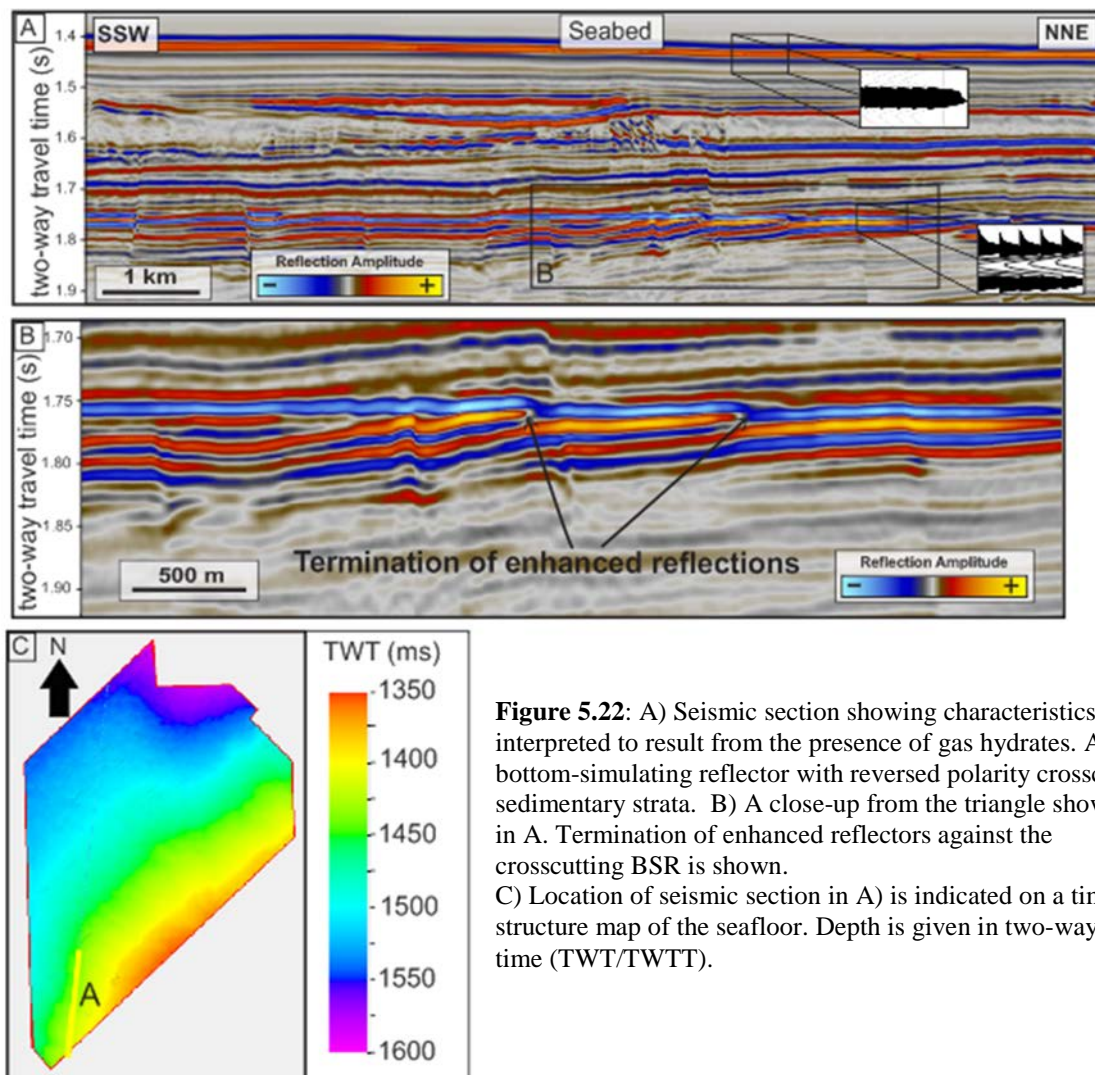 A
SSW
Seabed
NNE
two-way travel time (s)
1.4
1.5
1.6
1.7
1.8
1.9
1 km
Reflection Amplitude
-
+
B
B
two-way travel time (s)
1.70
1.75
1.80
1.85
1.90
Termination of enhanced reflections
500 m
Reflection Amplitude
-
+
C
N
A
TWT (ms)
1350
1400
1450
1500
1550
1600
Figure 5.22: A) Seismic section showing characteristics
interpreted to result from the presence of gas hydrates. A
bottom-simulating reflector with reversed polarity crossc
sedimentary strata. B) A close-up from the triangle show
in A. Termination of enhanced reflectors against the
crosscutting BSR is shown.
C) Location of seismic section in A) is indicated on a tim
structure map of the seafloor. Depth is given in two-way
time (TWT/TWTT).